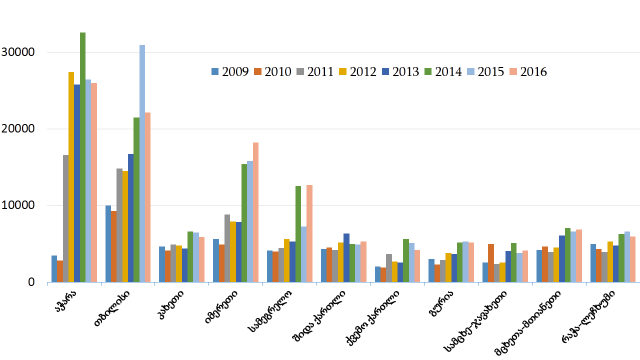 30000
20000
10000
0
2009 2010 2011 2012 2013 2014 2015 2016
აჭარა
თბილისი
კახეთი
იმერეთი
სამეგრელო
შიდა ქართლი
ქვემო ქართლი
გურია
სამცხე-ჯავახეთი
მცხეთა-მთიანეთი
რაჭა-ლეჩხუმი